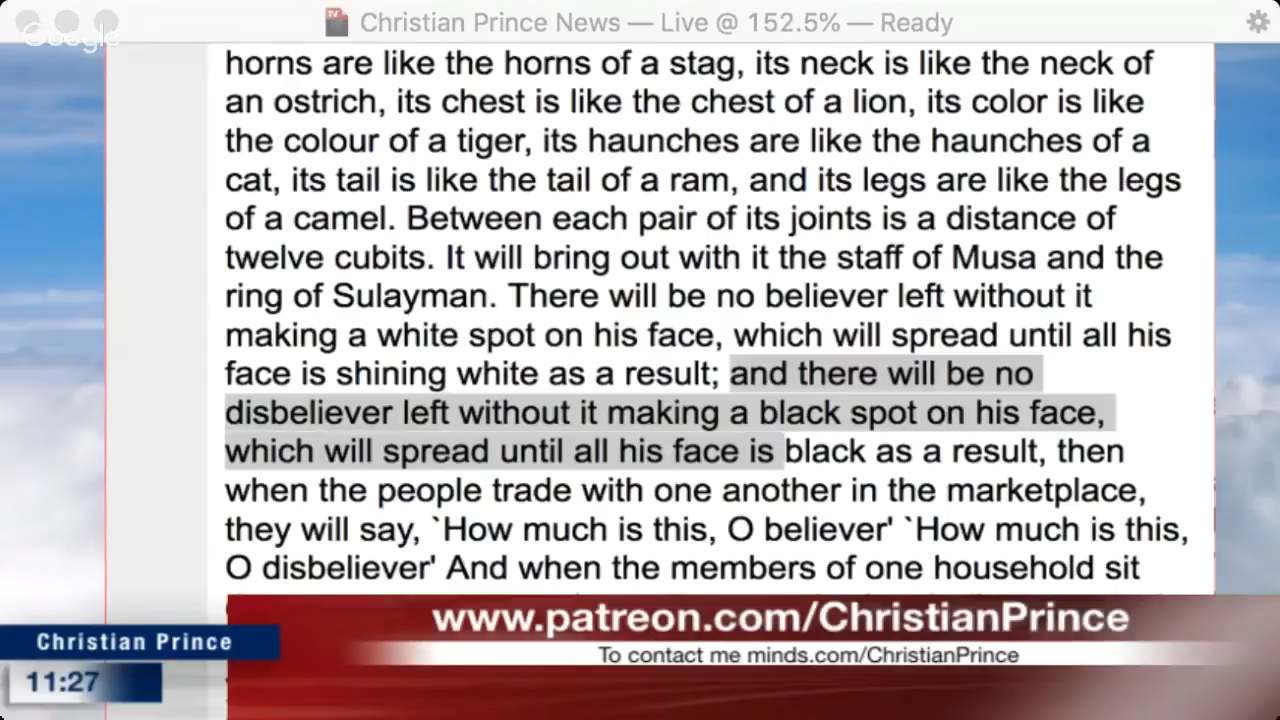 Christian Prince News — Live @ 152.5% — Ready
Google
horns are like the horns of a stag, its neck is like the neck of
an ostrich, its chest is like the chest of a lion, its color is like
the colour of a tiger, its haunches are like the haunches of a
cat, its tail is like the tail of a ram, and its legs are like the legs
of a camel. Between each pair of its joints is a distance of
twelve cubits. It will bring out with it the staff of Musa and the
ring of Sulayman. There will be no believer left without it
making a white spot on his face, which will spread until all his
face is shining white as a result; and there will be no
disbeliever left without it making a black spot on his face,
which will spread until all his face is black as a result, then
when the people trade with one another in the marketplace,
they will say, `How much is this, O believer' `How much is this,
O disbeliever' And when the members of one household sit
www.patreon.com/ChristianPrince
To contact me minds.com/ChristianPrince
Christian Prince
11:27